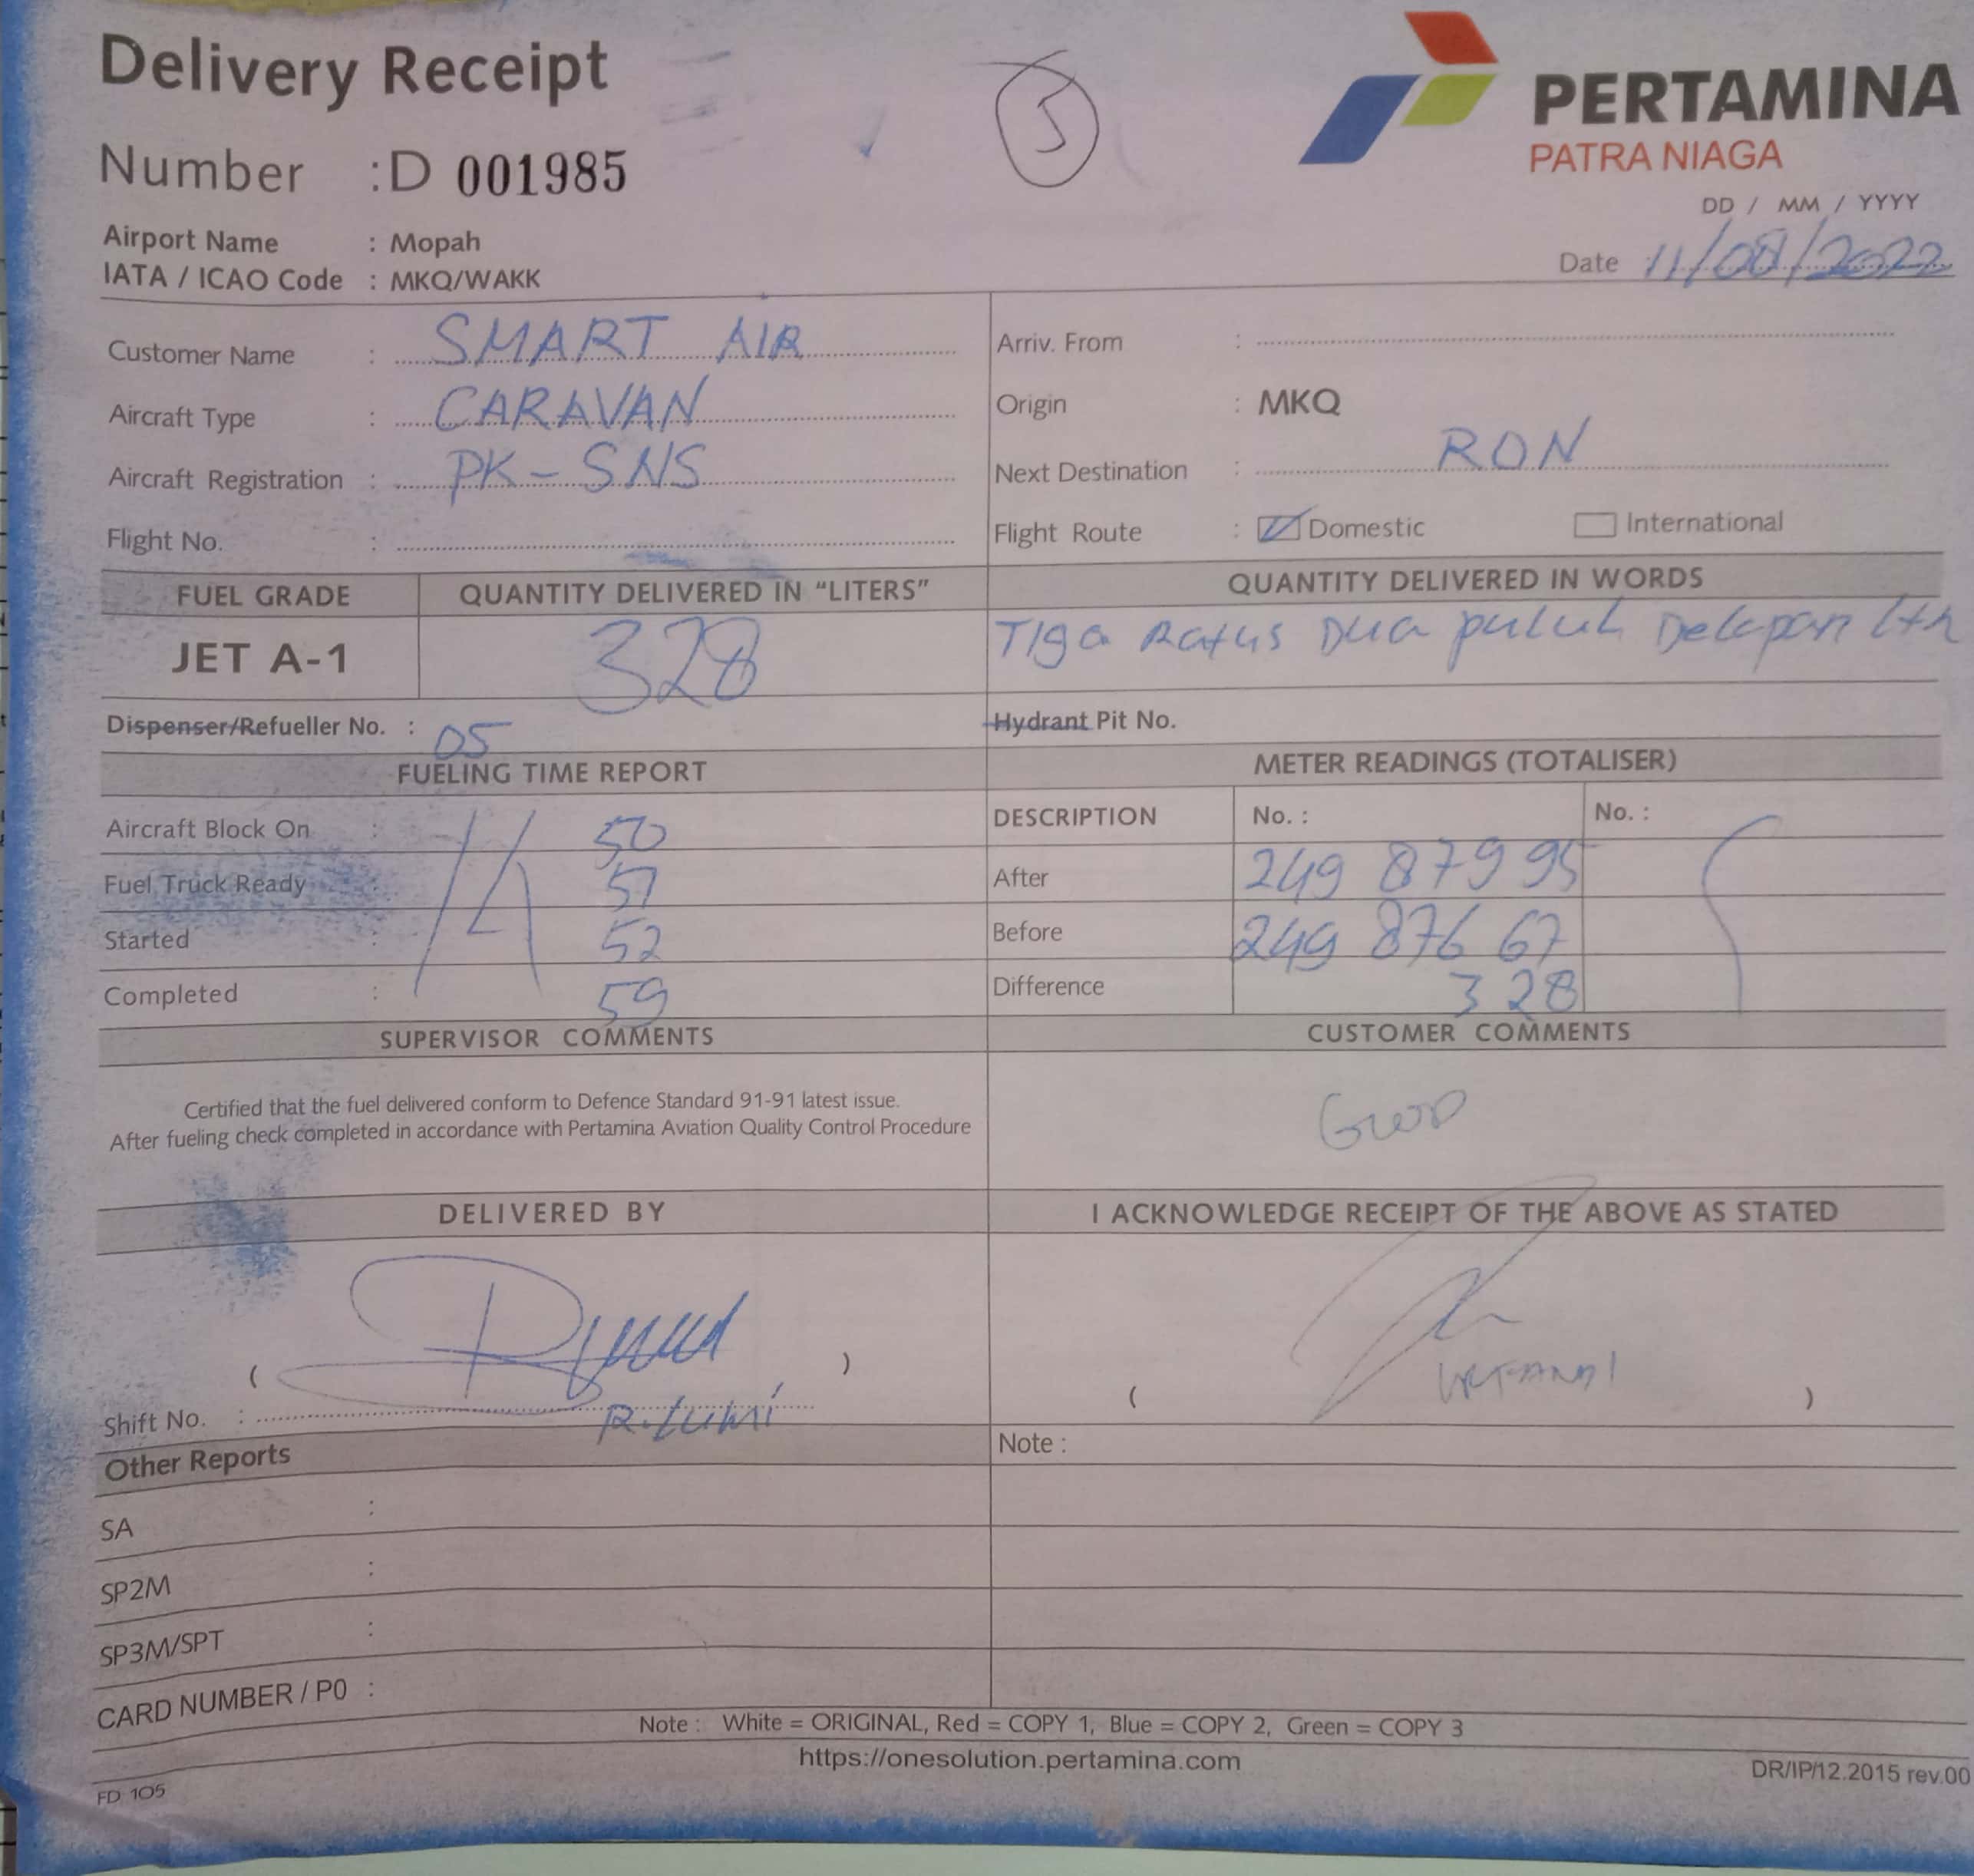 Delivery Receipt
5
PERTAMINA
PATRA NIAGA
Number : D 001985
DD / MM / YYYY
Airport Name : Mopah
Date 11/08/2022
IATA / ICAO Code : MKQ/WAKK
Customer Name : SMART AIR
Arriv. From :
Aircraft Type : CARAVAN
Origin : MKQ
Aircraft Registration : PK-SNS
Next Destination : RON
Flight No. :
Flight Route : Domestic International
FUEL GRADE QUANTITY DELIVERED IN "LITERS" QUANTITY DELIVERED IN WORDS
JET A-1 328 Tiga Ratus Dua puluh Delapan Ltr
Dispenser/Refueller No. : 05
Hydrant Pit No.
FUELING TIME REPORT METER READINGS (TOTALISER)
Aircraft Block On : 50
DESCRIPTION No. : No. :
Fuel Truck Ready : 51
After 249 879 95
Started : 14 52
Before 249 876 67
Completed : 59
Difference 328
SUPERVISOR COMMENTS CUSTOMER COMMENTS
Certified that the fuel delivered conform to Defence Standard 91-91 latest issue.
After fueling check completed in accordance with Pertamina Aviation Quality Control Procedure
Good
DELIVERED BY I ACKNOWLEDGE RECEIPT OF THE ABOVE AS STATED
( )
( )
Shift No. : R. Lumi
Other Reports
Note :
SA :
SP2M :
SP3M/SPT :
CARD NUMBER / P0 :
Note : White = ORIGINAL, Red = COPY 1, Blue = COPY 2, Green = COPY 3
https://onesolution.pertamina.com
FD 105
DR/IP/12.2015 rev.00